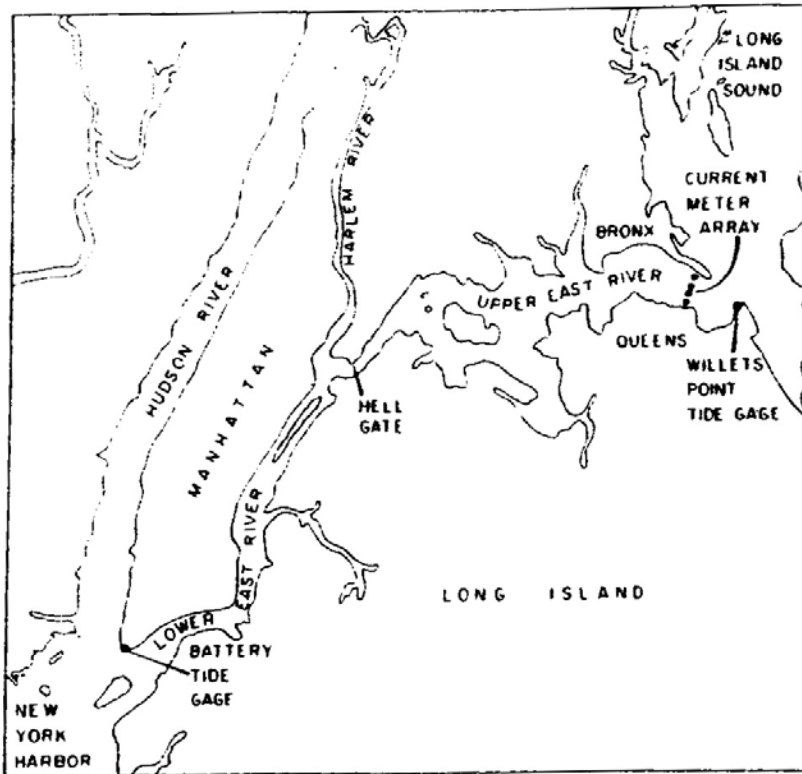 LONG
ISLAND
SOUND
CURRENT
METER
ARRAY
HARLEM RIVER
BRONX
UPPER EAST RIVER
HUDSON RIVER
QUEENS
WILLETS
POINT
TIDE GAGE
MANHATTAN
HELL
GATE
LOWER EAST RIVER
LONG ISLAND
BATTERY
TIDE
GAGE
NEW
YORK
HARBOR